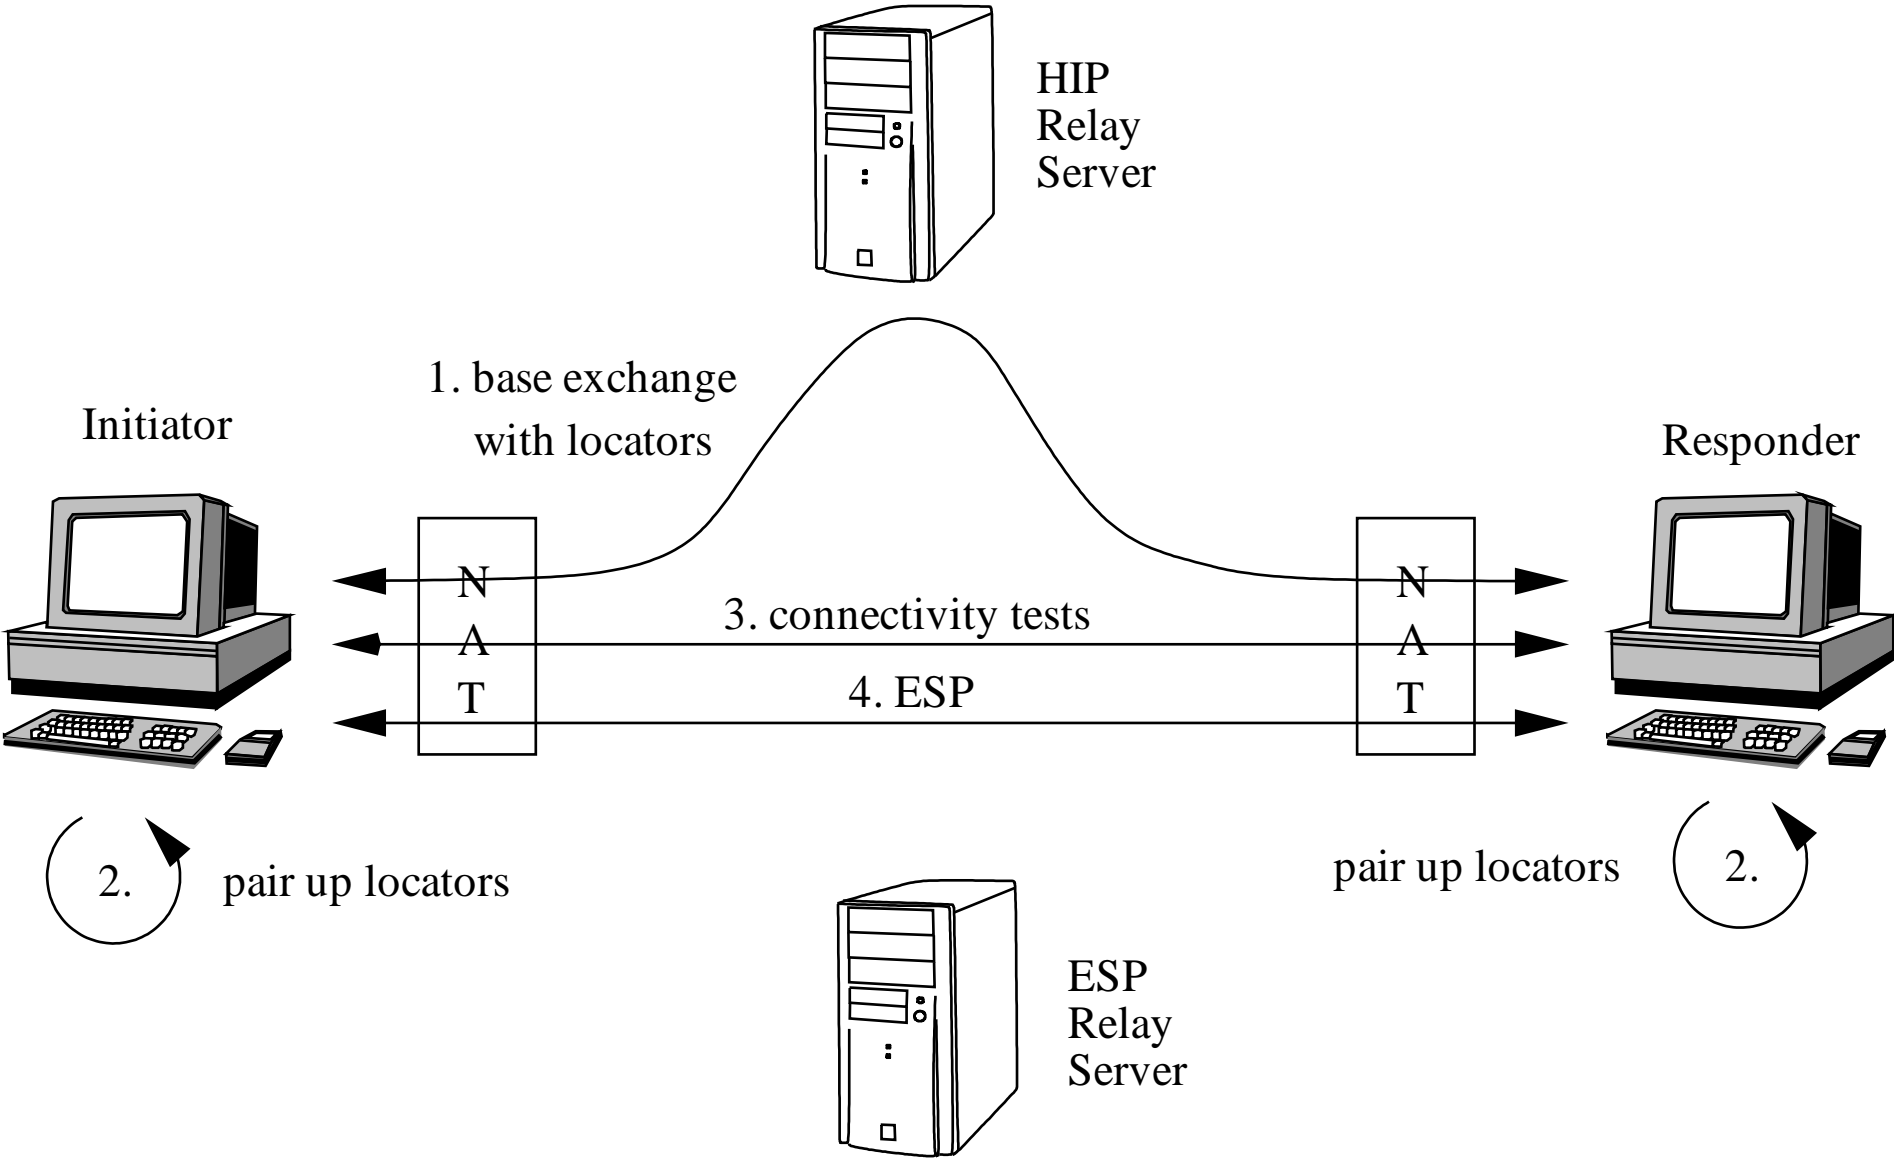 HIP
Relay
Server
1. base exchange
with locators
Initiator
Responder
N
A
T
N
A
T
3. connectivity tests
4. ESP
2.
pair up locators
pair up locators
2.
ESP
Relay
Server